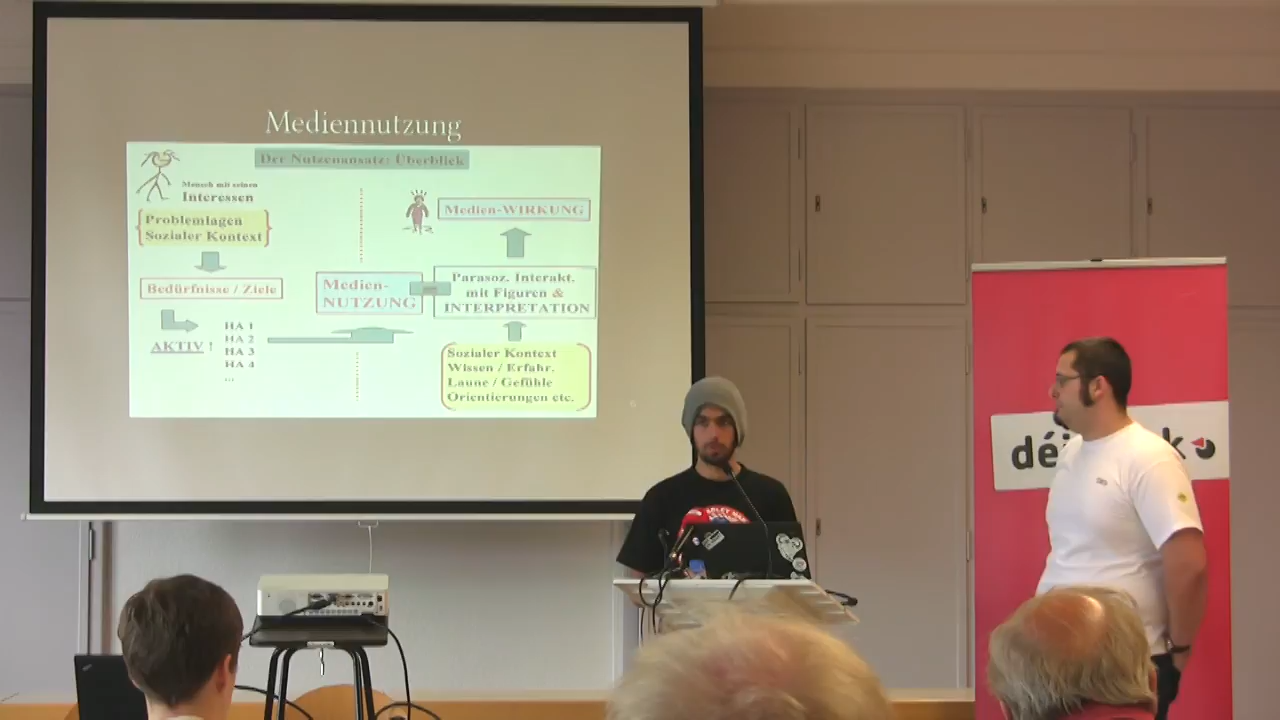 Mediennutzung
Der Nutzenansatz: Überblick
Mensch mit seinen
Interessen
Problemlagen
Sozialer Kontext
Bedürfnisse / Ziele
AKTIV !
HA 1
HA 2
HA 3
HA 4
...
Medien-
NUTZUNG
Medien-WIRKUNG
Parasoz. Interakt.
mit Figuren &
INTERPRETATION
Sozialer Kontext
Wissen / Erfahr.
Laune / Gefühle
Orientierungen etc.